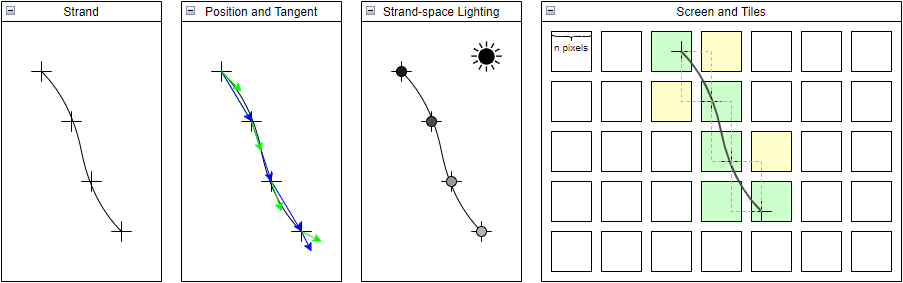 Strand
Position and Tangent
Strand-space Lighting
Screen and Tiles
n pixels